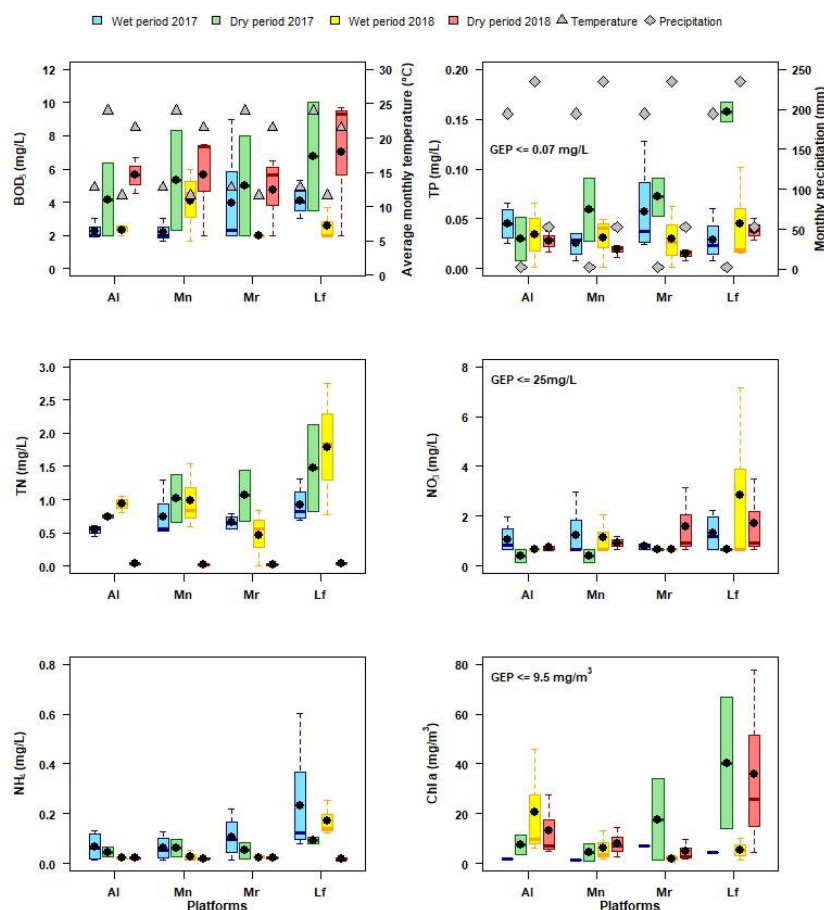 Wet period 2017 Dry period 2017 Wet period 2018 Dry period 2018 Temperature Precipitation
12
10
8
6
4
2
0
BOD5 (mg/L)
30
25
20
15
10
5
0
Average monthly temperature (°C)
Al Mn Mr Lf
0.20
0.15
0.10
0.05
0.00
TP (mg/L)
GEP <= 0.07 mg/L
250
200
150
100
50
0
Monthly precipitation (mm)
Al Mn Mr Lf
3.0
2.5
2.0
1.5
1.0
0.5
0.0
TN (mg/L)
Al Mn Mr Lf
8
6
4
2
0
NO3 (mg/L)
GEP <= 25mg/L
Al Mn Mr Lf
0.8
0.6
0.4
0.2
0.0
NH4 (mg/L)
Al Mn Mr Lf
Platforms
80
60
40
20
0
Chl a (mg/m3)
GEP <= 9.5 mg/m3
Al Mn Mr Lf
Platforms